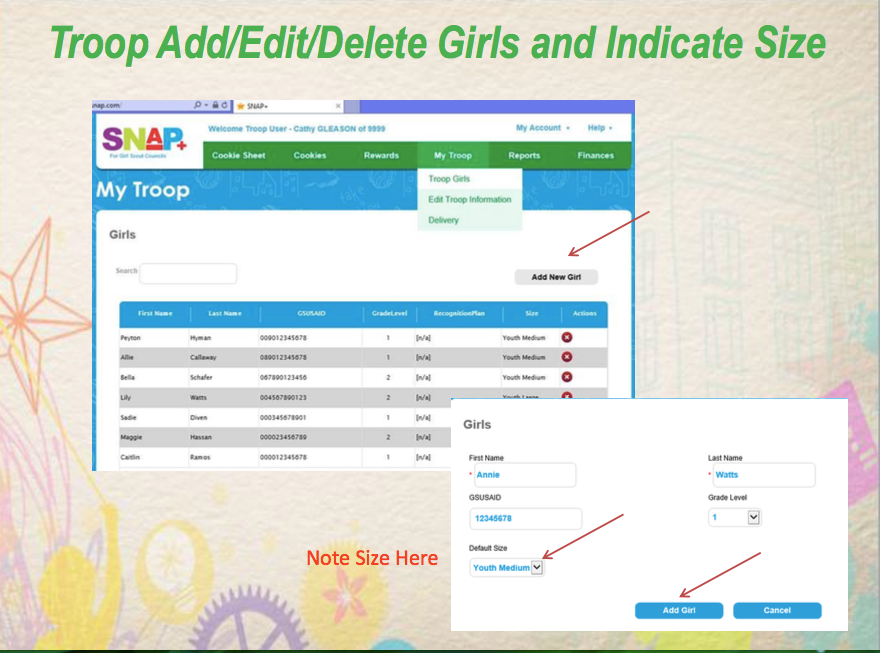 Troop Add/Edit/Delete Girls and Indicate Size
snap.com/
SNAP+
SNAP+
For Girl Scout Councils
Welcome Troop User - Cathy GLEASON of 9999
My Account
Help
Cookie Sheet Cookies Rewards My Troop Reports Finances
My Troop
Troop Girls
Edit Troop Information
Delivery
Girls
Search
Add New Girl
First Name Last Name GSUSAID GradeLevel RecognitionPlan Size Actions
Peyton Hyman 009012345678 1 [n/a] Youth Medium
Allie Callaway 089012345678 1 [n/a] Youth Medium
Bella Schafer 067890123456 2 [n/a] Youth Medium
Lily Watts 004567890123 2 [n/a] Youth Large
Sadie Diven 000345678901 1 [n/a]
Maggie Hassan 000023456789 2 [n/a]
Caitlin Ramos 000012345678 1 [n/a]
Girls
First Name Last Name
* Annie * Watts
GSUSAID Grade Level
12345678 1
Default Size
Youth Medium
Note Size Here
Add Girl Cancel